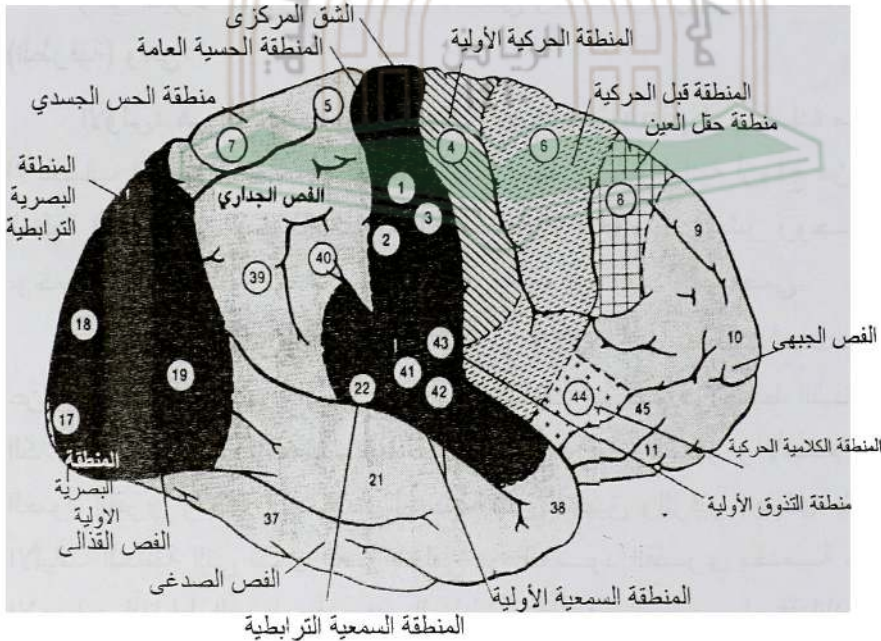 الشق المركزى
المنطقة الحسية العامة
المنطقة الحركية الأولية
منطقة الحس الجسدي
المنطقة قبل الحركية
منطقة حقل العين
المنطقة
البصرية
الترابطية
الفص الجداري
5
7
4
6
8
9
1
3
2
40
39
10
18
19
17
43
41
42
22
44
45
11
21
38
37
الفص الجبهى
المنطقة الكلامية الحركية
منطقة التذوق الأولية
المنطقة
البصرية
الاولية
الفص القذالى
الفص الصدغى
المنطقة السمعية الأولية
المنطقة السمعية الترابطية